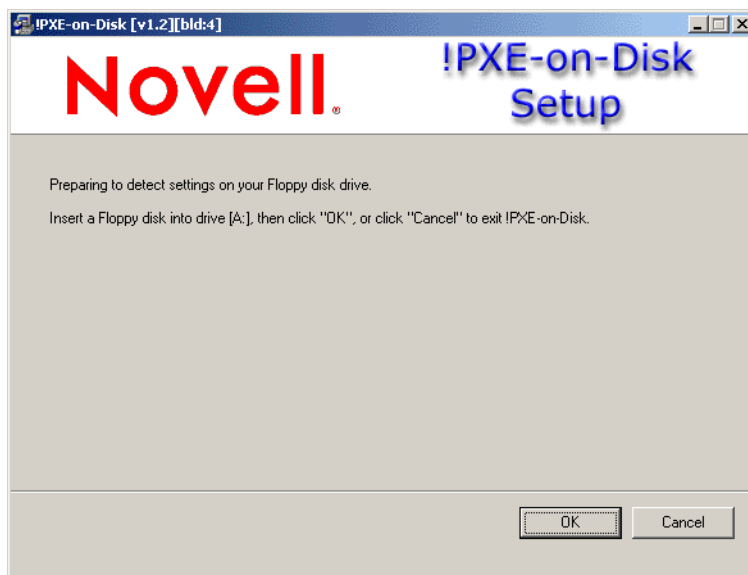 !PXE-on-Disk [v1.2][bld:4]
Novell®
!PXE-on-Disk
Setup
Preparing to detect settings on your Floppy disk drive.
Insert a Floppy disk into drive [A:], then click "OK", or click "Cancel" to exit !PXE-on-Disk.
OK
Cancel